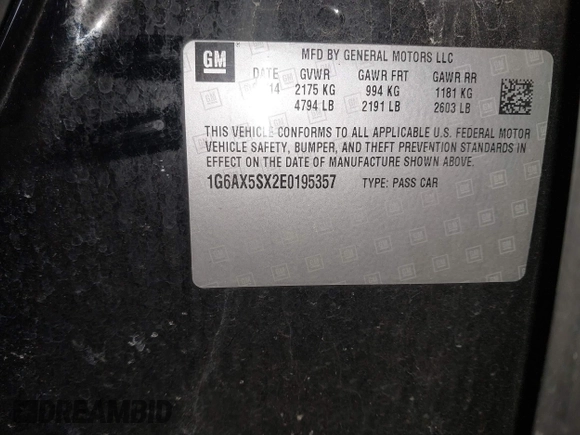 GM
MFD BY GENERAL MOTORS LLC
DATE GVWR GAWR FRT GAWR RR
14 2175 KG 994 KG 1181 KG
4794 LB 2191 LB 2603 LB
THIS VEHICLE CONFORMS TO ALL APPLICABLE U.S. FEDERAL MOTOR
VEHICLE SAFETY, BUMPER, AND THEFT PREVENTION STANDARDS IN
EFFECT ON THE DATE OF MANUFACTURE SHOWN ABOVE.
1G6AX5SX2E0195357 TYPE: PASS CAR
DREAMBID